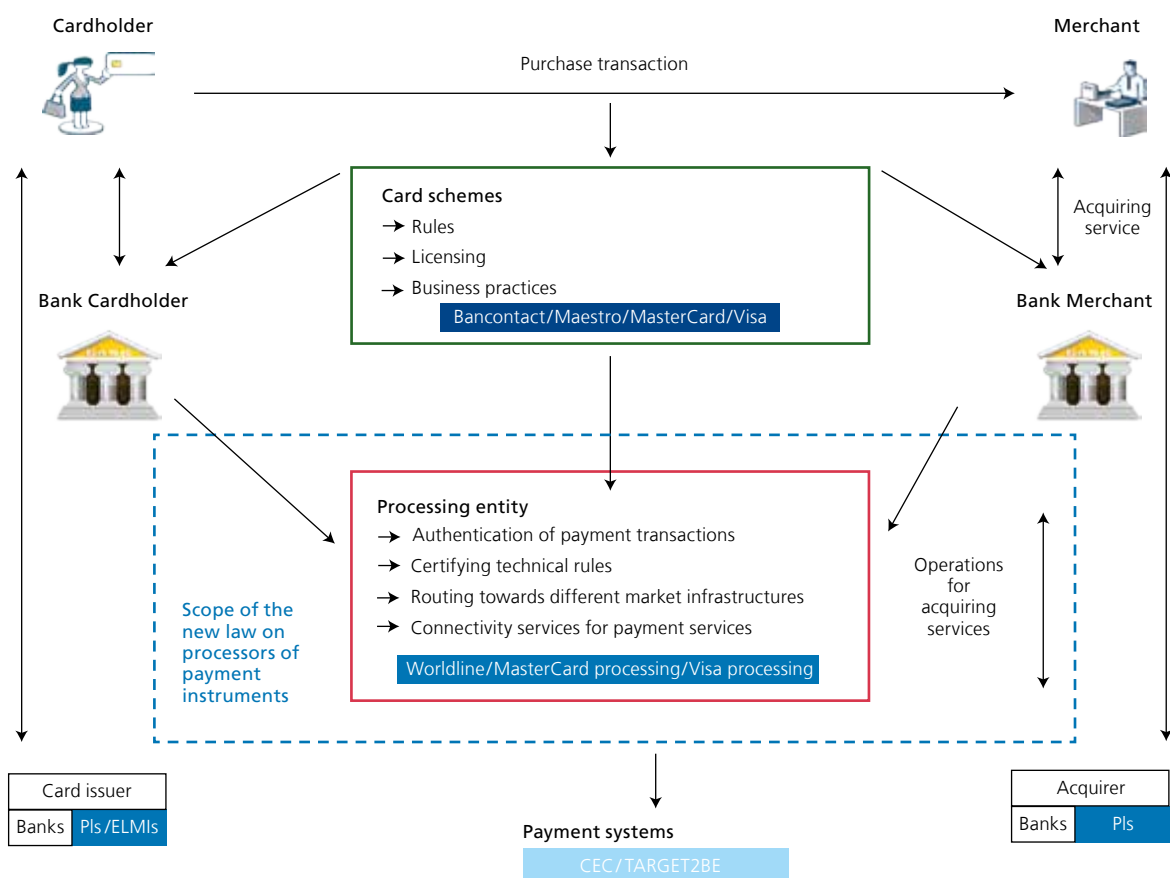 Cardholder
Merchant
Purchase transaction
Card schemes
Rules
Licensing
Business practices
Bancontact/Maestro/MasterCard/Visa
Acquiring
service
Bank Cardholder
Bank Merchant
Processing entity
Authentication of payment transactions
Certifying technical rules
Routing towards different market infrastructures
Connectivity services for payment services
Worldline/MasterCard processing/Visa processing
Scope of the
new law on
processors of
payment
instruments
Operations
for
acquiring
services
Card issuer
Banks
PIs/ELMIs
Acquirer
Banks
PIs
Payment systems
CEC/TARGET2BE